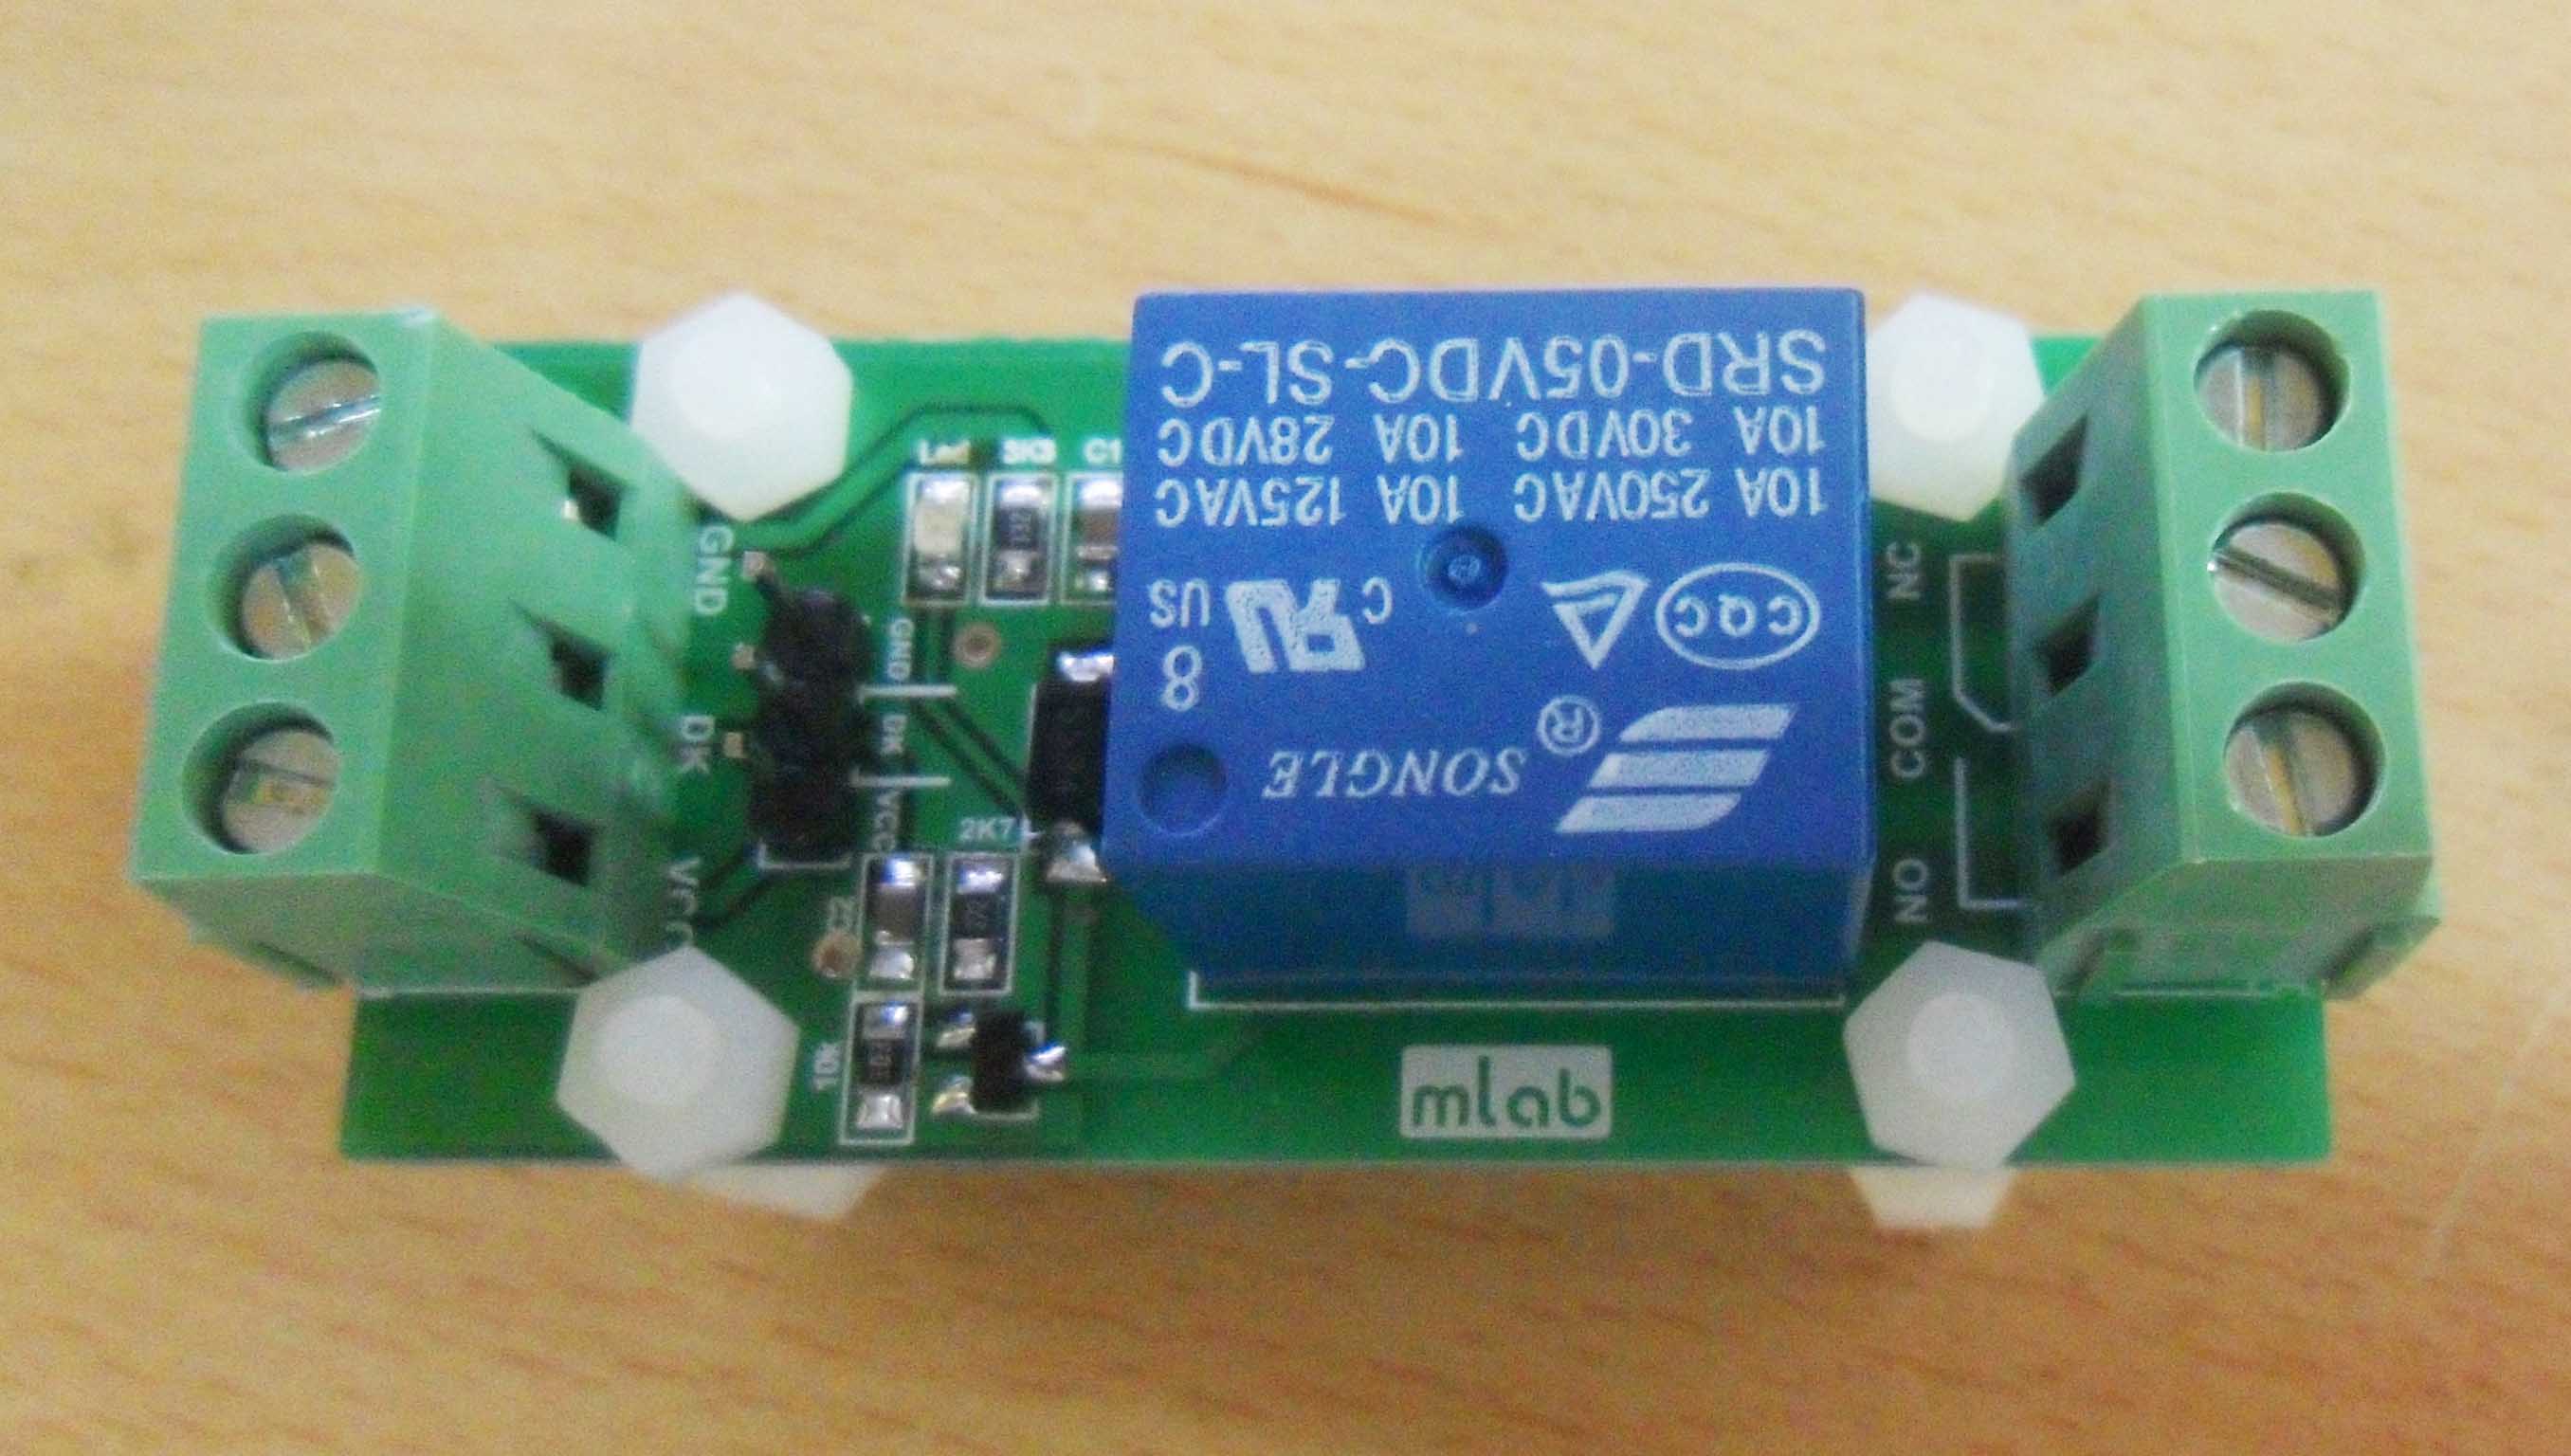 SRD-05VDC-SL-C
10A 30VDC 10A 28VDC
10A 250VAC 10A 125VAC
CQC C US
8
SONGLE ®
Led 3K3 C1
GND
DK
VCC
GND
DK
VCC
2K7
C2
10k
NC
COM
NO
mlab